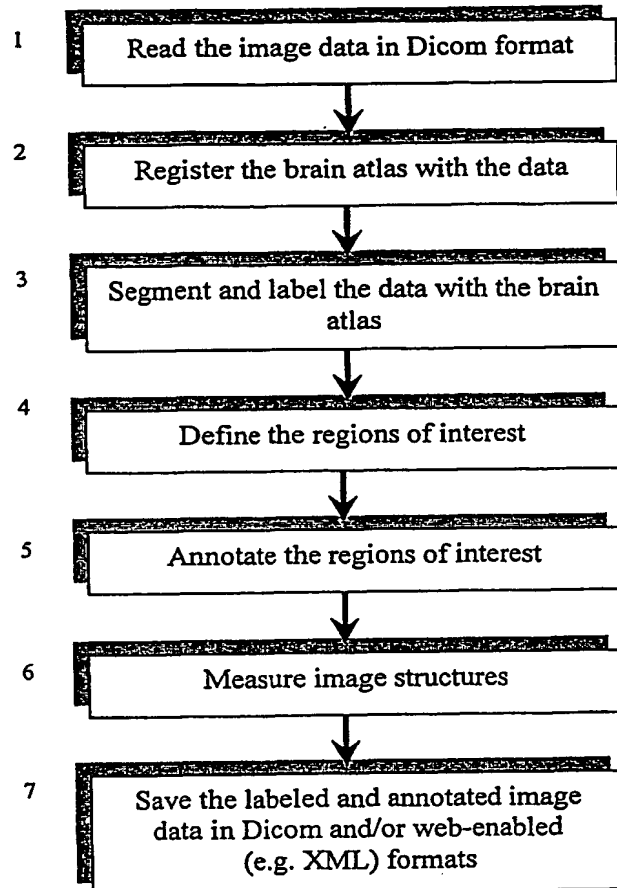 1
Read the image data in Dicom format
2
Register the brain atlas with the data
3
Segment and label the data with the brain
atlas
4
Define the regions of interest
5
Annotate the regions of interest
6
Measure image structures
7
Save the labeled and annotated image
data in Dicom and/or web-enabled
(e.g. XML) formats